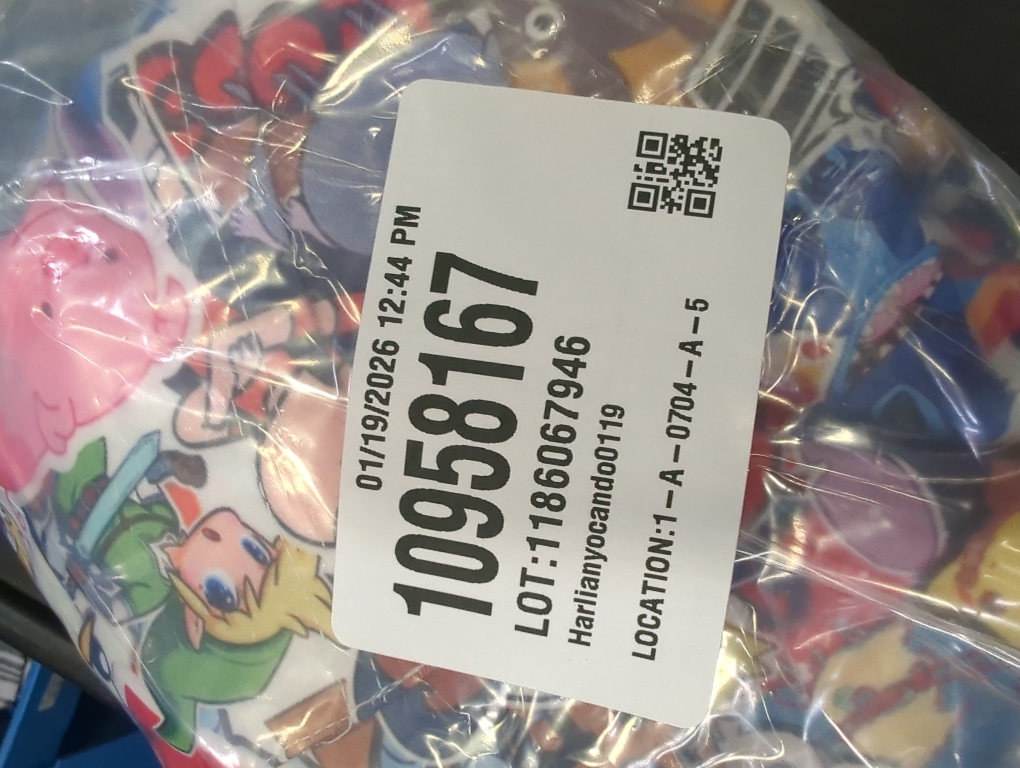 01/19/2026 12:44 PM
10958167
LOT:1186067946
Harlianyocando0119
LOCATION:1-A-0704-A-5